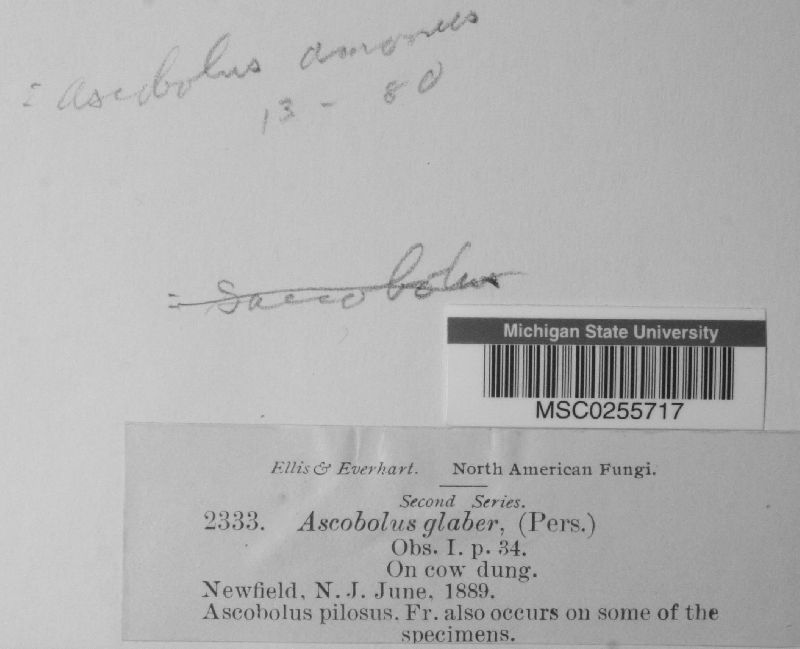 = Ascobolus
13 - 80
= Saccobolus
Michigan State University
MSC0255717
Ellis & Everhart. North American Fungi.
Second Series.
2333. Ascobolus glaber, (Pers.)
Obs. I. p. 34.
On cow dung.
Newfield, N. J. June, 1889.
Ascobolus pilosus. Fr. also occurs on some of the
specimens.